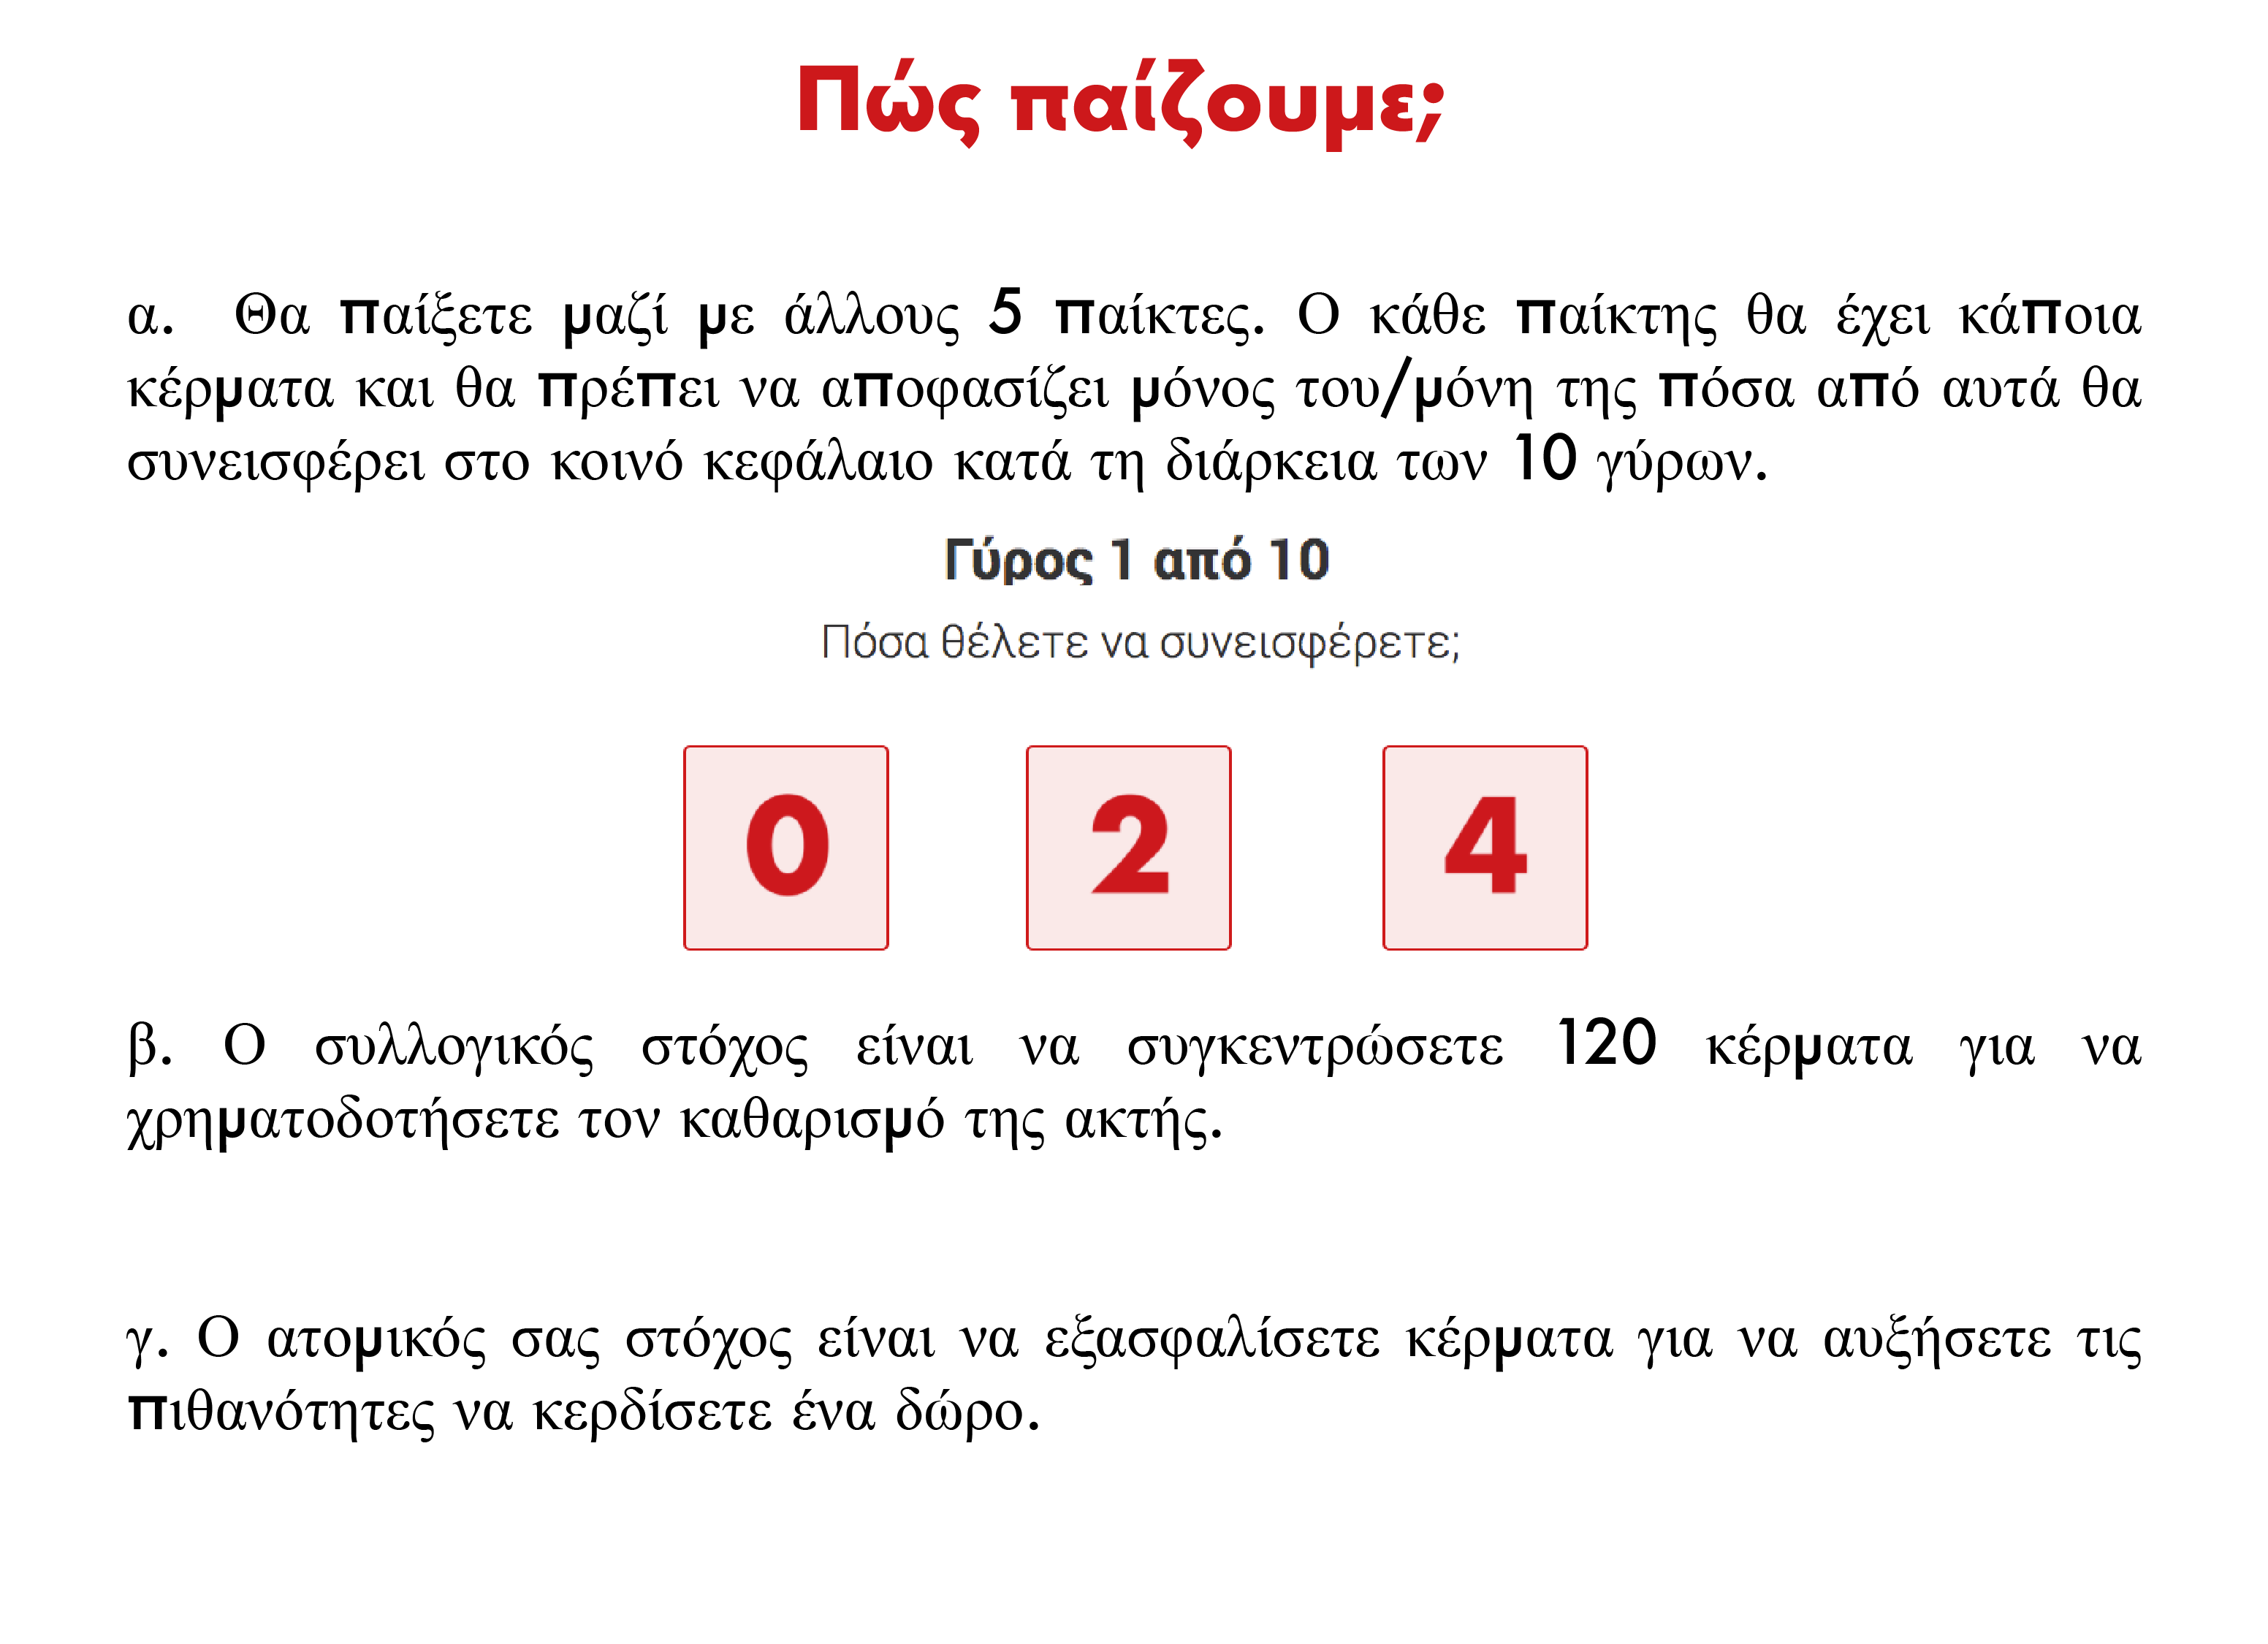 Πώς παίζουμε;
α. Θα παίξετε μαζί με άλλους 5 παίκτες. Ο κάθε παίκτης θα έχει κάποια
κέρματα και θα πρέπει να αποφασίζει μόνος του/μόνη της πόσα από αυτά θα
συνεισφέρει στο κοινό κεφάλαιο κατά τη διάρκεια των 10 γύρων.
Γύρος 1 από 10
Πόσα θέλετε να συνεισφέρετε;
0 2 4
β. Ο συλλογικός στόχος είναι να συγκεντρώσετε 120 κέρματα για να
χρηματοδοτήσετε τον καθαρισμό της ακτής.
γ. Ο ατομικός σας στόχος είναι να εξασφαλίσετε κέρματα για να αυξήσετε τις
πιθανότητες να κερδίσετε ένα δώρο.